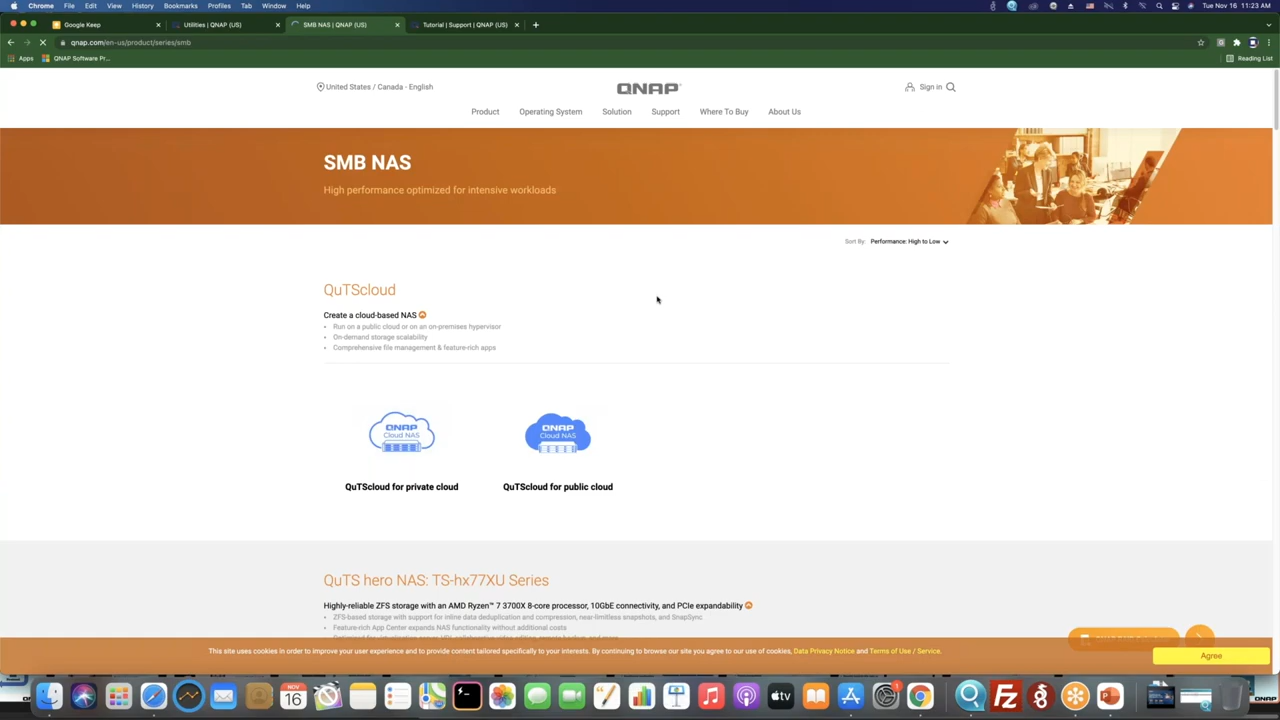 Chrome File Edit View History Bookmarks Profiles Tab Window Help
Tue Nov 16 11:23 AM
Google Keep
Utilities | QNAP (US)
SMB NAS | QNAP (US)
Tutorial | Support | QNAP (US)
qnap.com/en-us/product/series/smb
Apps
QNAP Software Pr...
Reading List
United States / Canada - English
QNAP
Sign in
Product Operating System Solution Support Where To Buy About Us
SMB NAS
High performance optimized for intensive workloads
Sort By: Performance: High to Low
QuTScloud
Create a cloud-based NAS
• Run on a public cloud or on an on-premises hypervisor
• On-demand storage scalability
• Comprehensive file management & feature-rich apps
QNAP
Cloud NAS
QNAP
Cloud NAS
QuTScloud for private cloud
QuTScloud for public cloud
QuTS hero NAS: TS-hx77XU Series
Highly-reliable ZFS storage with an AMD Ryzen™ 7 3700X 8-core processor, 10GbE connectivity, and PCIe expandability
• ZFS-based storage with support for inline data deduplication and compression, near-limitless snapshots, and SnapSync
• Feature-rich App Center expands NAS functionality without additional costs
This site uses cookies in order to improve your user experience and to provide content tailored specifically to your interests. By continuing to browse our site you agree to our use of cookies, Data Privacy Notice and Terms of Use / Service.
Agree
NOV
16
tv